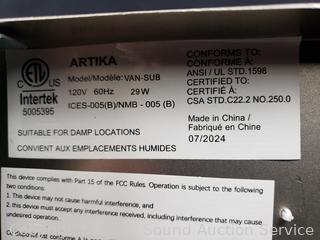 ETL
C US
Intertek
5005395
ARTIKA
Model/Modèle: VAN-SUB
120V 60Hz 29W
ICES-005(B)/NMB - 005 (B)
CONFORMS TO:
CONFORME À:
ANSI / UL STD.1598
CERTIFIED TO:
CERTIFIÉE À:
CSA STD.C22.2 NO.250.0
SUITABLE FOR DAMP LOCATIONS
CONVIENT AUX EMPLACEMENTS HUMIDES
Made in China /
Fabriqué en Chine
07/2024
This device complies with Part 15 of the FCC Rules. Operation is subject to the following
two conditions:
1 This device may not cause harmful interference, and
2 this device must accept any interference received, including interference that may cause
undesired operation.
Sound Auction Service